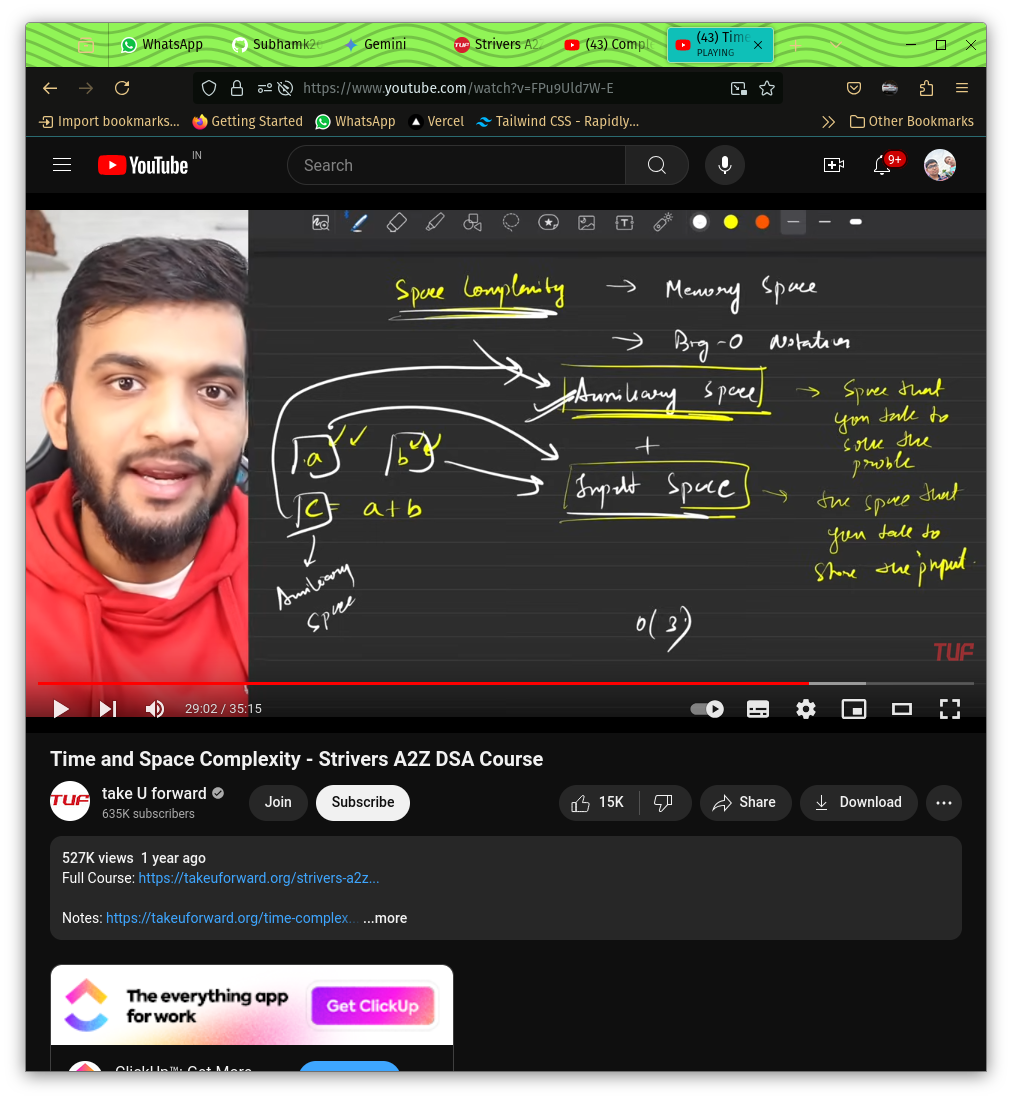 WhatsApp
Subhamk2
Gemini
TUF
Strivers A2
(43) Compl
(43) Time
PLAYING
https://www.youtube.com/watch?v=FPu9Uld7W-E
Import bookmarks...
Getting Started
WhatsApp
Vercel
Tailwind CSS - Rapidly...
Other Bookmarks
YouTube
IN
Search
9+
Space Complexity → Memory Space
→ Big-O Notation
Auxiliary Space → Space that
you take to
solve the
problem
+
a
b
Input Space → the space that
you take to
store the input.
c = a+b
Auxiliary
Space
O(3)
TUF
29:02 / 35:15
Time and Space Complexity - Strivers A2Z DSA Course
TUF
take U forward
635K subscribers
Join
Subscribe
15K
Share
Download
527K views 1 year ago
Full Course: https://takeuforward.org/strivers-a2z...
Notes: https://takeuforward.org/time-complex... ...more
The everything app
for work
Get ClickUp
ClickUp™: Get More